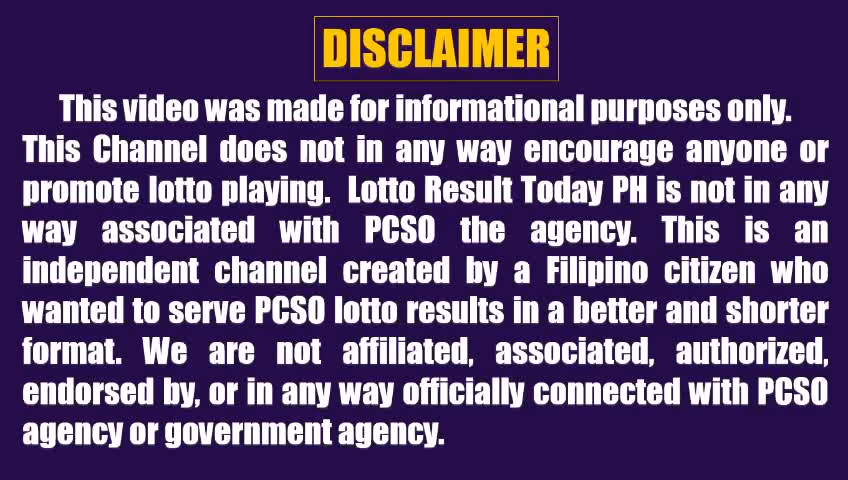 DISCLAIMER
This video was made for informational purposes only.
This Channel does not in any way encourage anyone or
promote lotto playing. Lotto Result Today PH is not in any
way associated with PCSO the agency. This is an
independent channel created by a Filipino citizen who
wanted to serve PCSO lotto results in a better and shorter
format. We are not affiliated, associated, authorized,
endorsed by, or in any way officially connected with PCSO
agency or government agency.